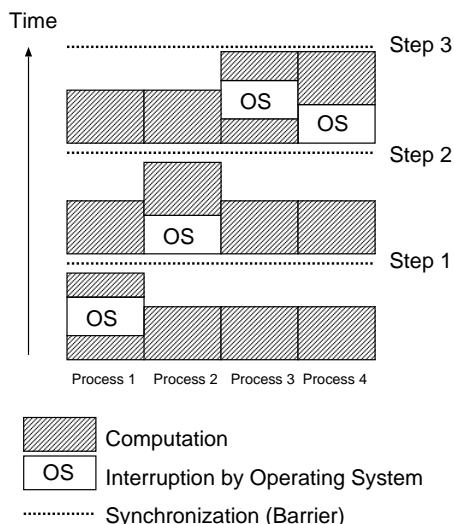 Time
Step 3
OS
OS
Step 2
OS
Step 1
OS
Process 1 Process 2 Process 3 Process 4
Computation
OS Interruption by Operating System
Synchronization (Barrier)